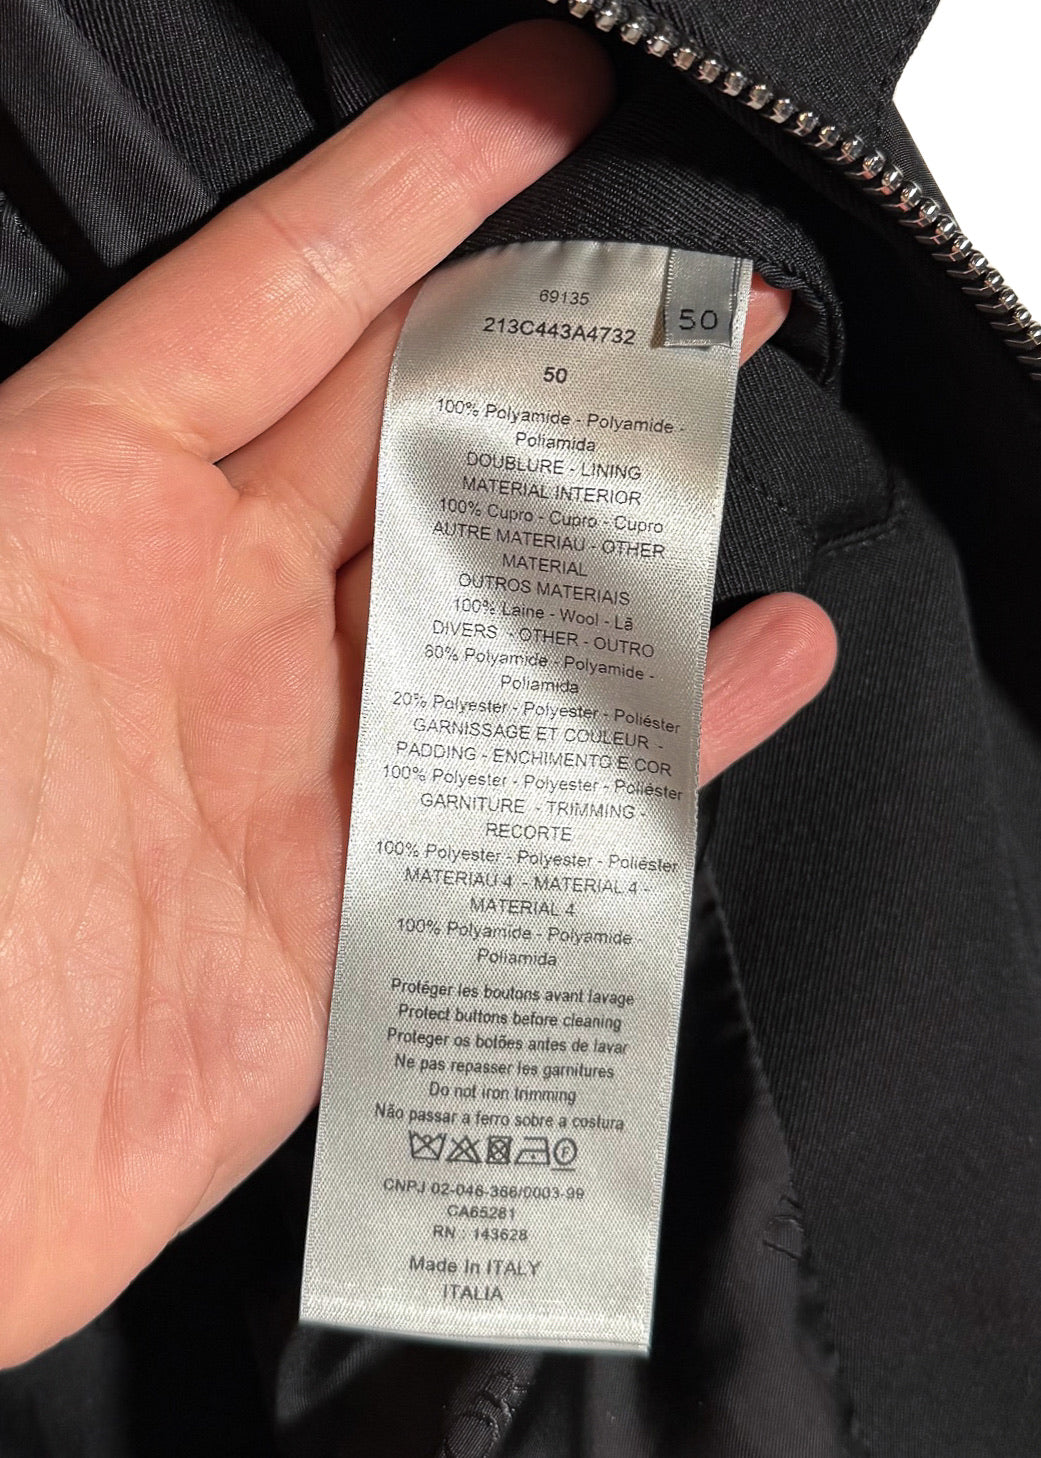 69135
213C443A4732
50
50
100% Polyamide - Polyamide -
Poliamida
DOUBLURE - LINING
MATERIAL INTERIOR
100% Cupro - Cupro - Cupro
AUTRE MATERIAU - OTHER
MATERIAL
OUTROS MATERIAIS
100% Laine - Wool - Lã
DIVERS - OTHER - OUTRO
80% Polyamide - Polyamide -
Poliamida
20% Polyester - Polyester - Poliéster
GARNISSAGE ET COULEUR -
PADDING - ENCHIMENTO E COR
100% Polyester - Polyester - Poliéster
GARNITURE - TRIMMING -
RECORTE
100% Polyester - Polyester - Poliéster
MATERIAU 4 - MATERIAL 4 -
MATERIAL 4
100% Polyamide - Polyamide -
Poliamida
Protéger les boutons avant lavage
Protect buttons before cleaning
Proteger os botões antes de lavar
Ne pas repasser les garnitures
Do not iron trimming
Não passar a ferro sobre a costura
F
CNPJ 02-046-366/0003-99
CA65281
RN : 143628
Made In ITALY
ITALIA